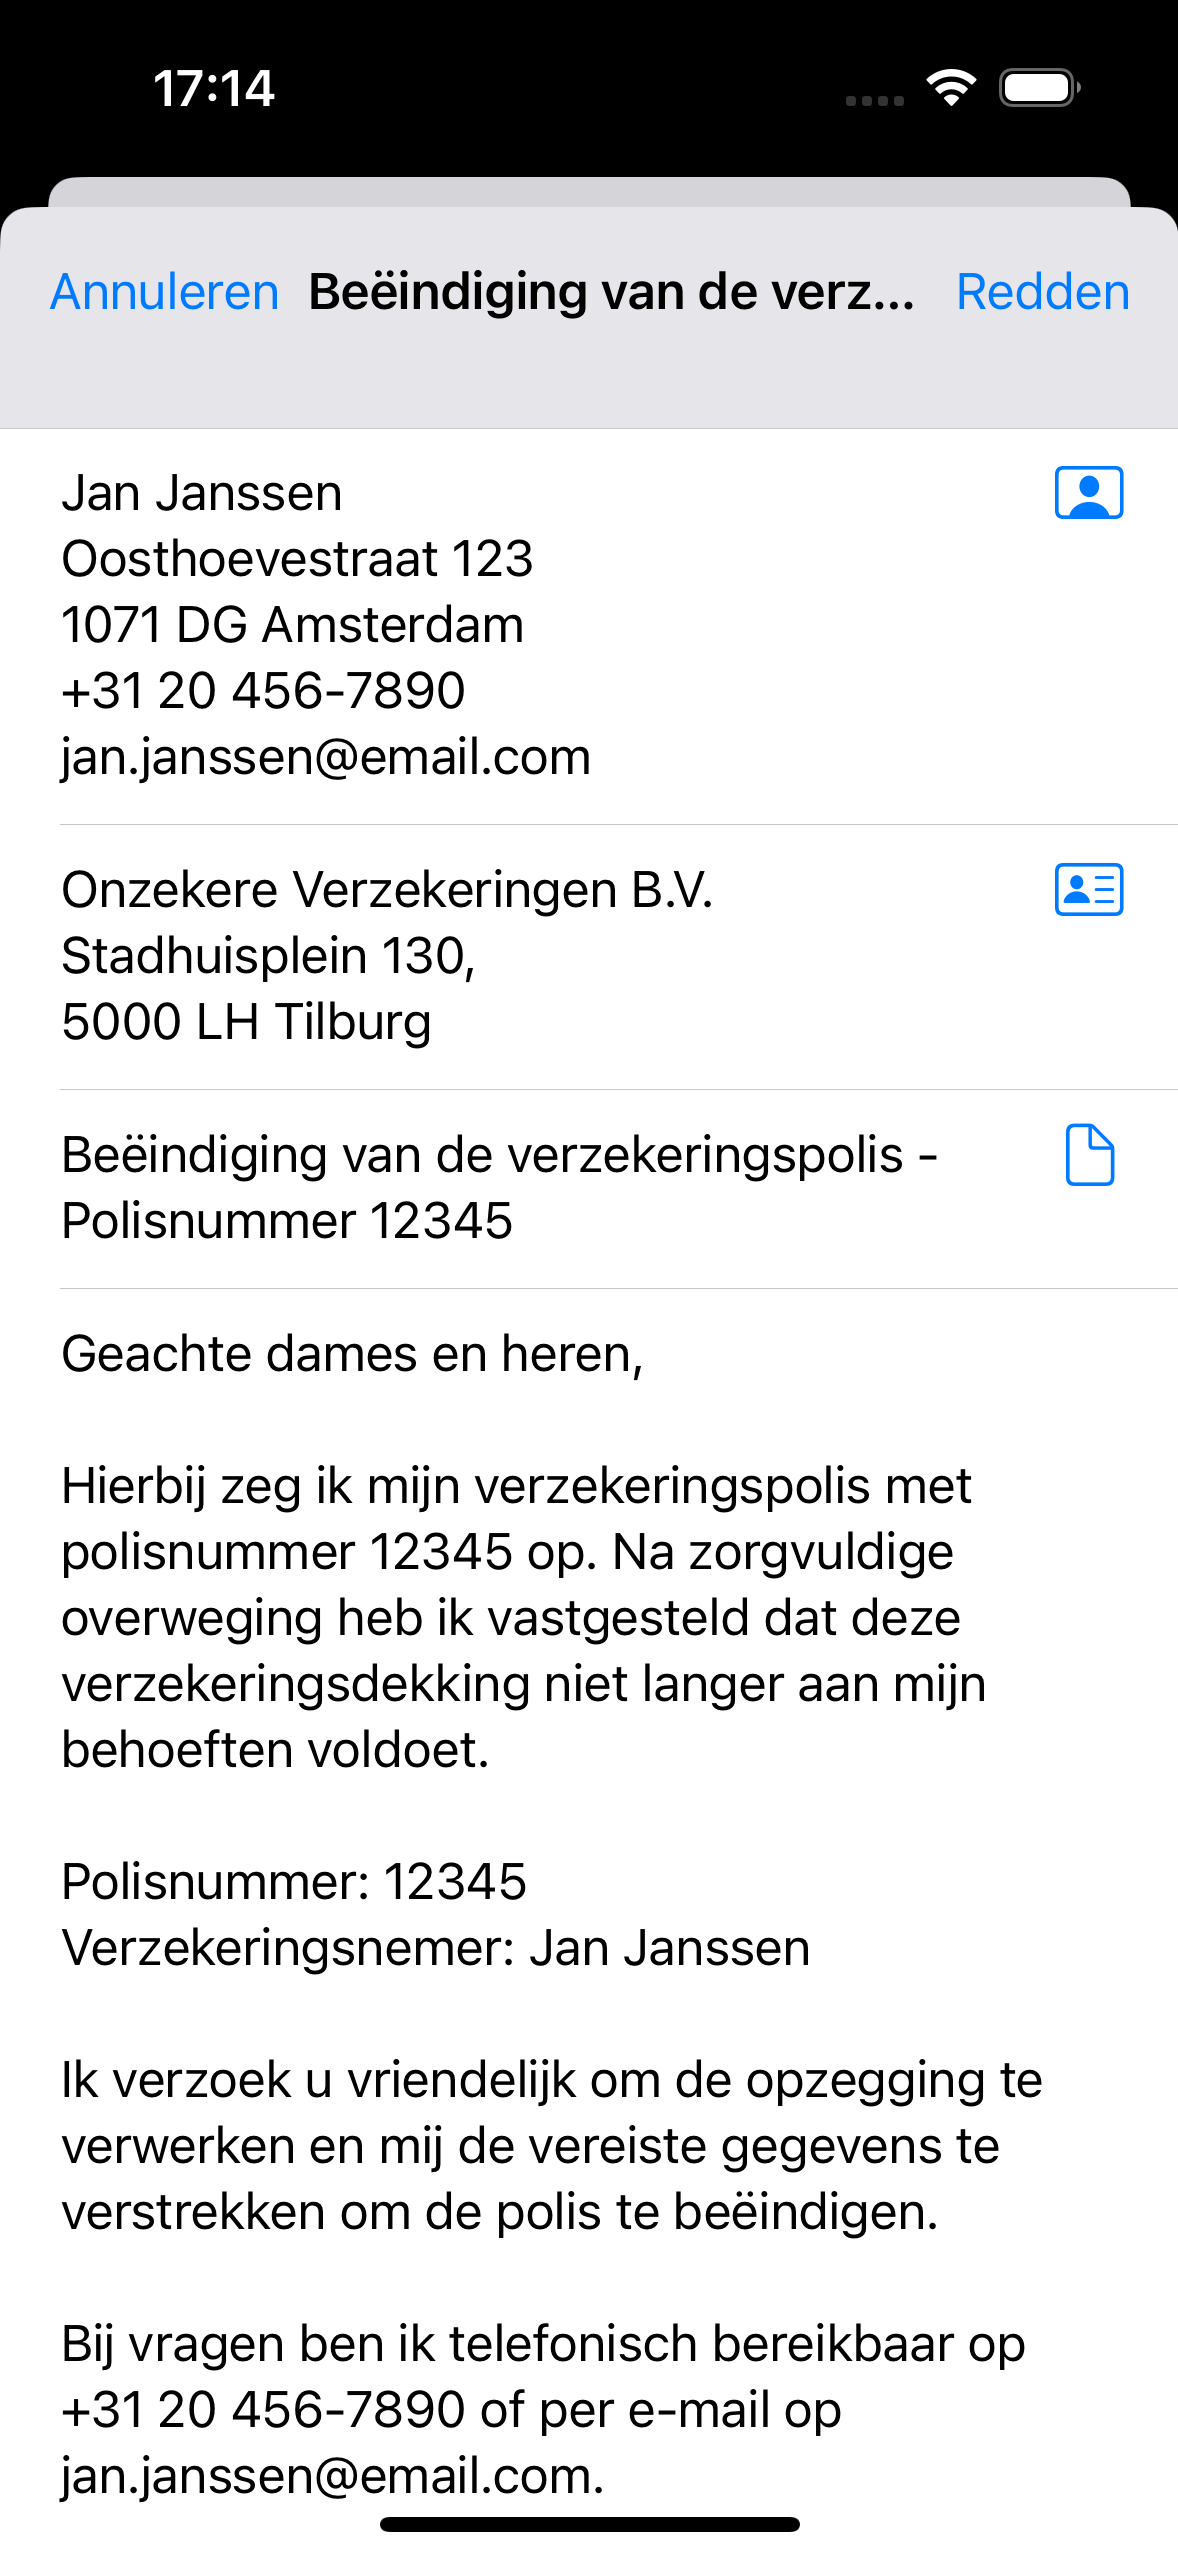 17:14
Annuleren Beëindiging van de verz... Redden
Jan Janssen
Oosthoevestraat 123
1071 DG Amsterdam
+31 20 456-7890
jan.janssen@email.com
Onzekere Verzekeringen B.V.
Stadhuisplein 130,
5000 LH Tilburg
Beëindiging van de verzekeringspolis -
Polisnummer 12345
Geachte dames en heren,
Hierbij zeg ik mijn verzekeringspolis met
polisnummer 12345 op. Na zorgvuldige
overweging heb ik vastgesteld dat deze
verzekeringsdekking niet langer aan mijn
behoeften voldoet.
Polisnummer: 12345
Verzekeringsnemer: Jan Janssen
Ik verzoek u vriendelijk om de opzegging te
verwerken en mij de vereiste gegevens te
verstrekken om de polis te beëindigen.
Bij vragen ben ik telefonisch bereikbaar op
+31 20 456-7890 of per e-mail op
jan.janssen@email.com.